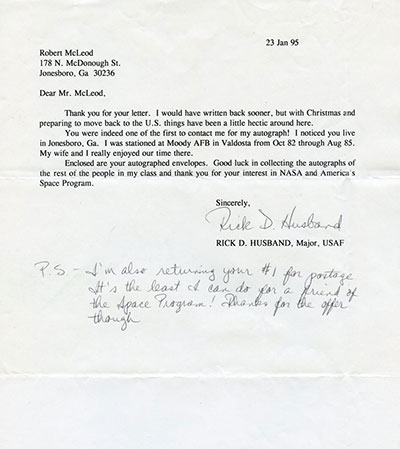 23 Jan 95
Robert McLeod
178 N. McDonough St.
Jonesboro, Ga 30236
Dear Mr. McLeod,
Thank you for your letter. I would have written back sooner, but with Christmas and
preparing to move back to the U.S. things have been a little hectic around here.
You were indeed one of the first to contact me for my autograph! I noticed you live
in Jonesboro, Ga. I was stationed at Moody AFB in Valdosta from Oct 82 through Aug 85.
My wife and I really enjoyed our time there.
Enclosed are your autographed envelopes. Good luck in collecting the autographs of
the rest of the people in my class and thank you for your interest in NASA and America's
Space Program.
Sincerely,
Rick D. Husband
RICK D. HUSBAND, Major, USAF
P.S. - I'm also returning your #1 for postage
It's the least I can do for a friend of
the Space Program! Thanks for the offer
though